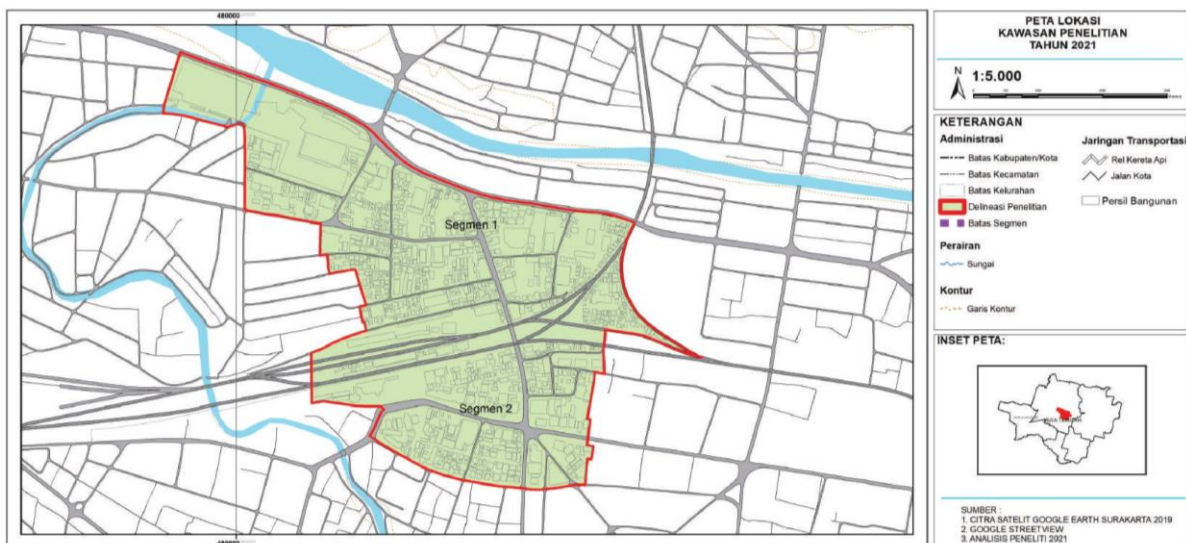 480000
Segmen 1
Segmen 2
480000
PETA LOKASI
KAWASAN PENELITIAN
TAHUN 2021
N
1:5.000
KETERANGAN
Administrasi
Batas Kabupaten/Kota
Batas Kecamatan
Batas Kelurahan
Delineasi Penelitian
Batas Segmen
Perairan
Sungai
Kontur
Garis Kontur
Jaringan Transportasi
Rel Kereta Api
Jalan Kota
Persil Bangunan
INSET PETA:
SUMBER :
1. CITRA SATELIT GOOGLE EARTH SURAKARTA 2019
2. GOOGLE STREETVIEW
3. ANALISIS PENELITI 2021